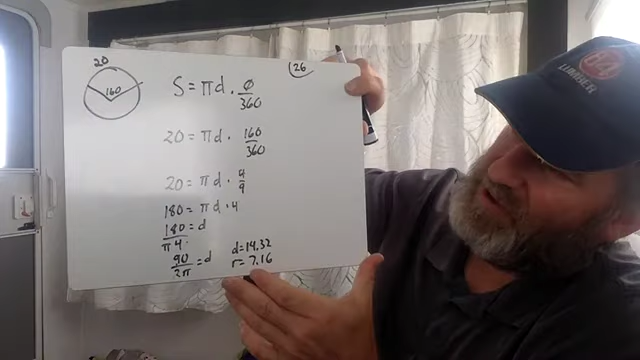 20
126
160
S = πd · Ø/360
20 = πd · 160/360
20 = πd · 4/9
180 = πd · 4
180/π4 = d
90/2π = d
d = 14.32
r = 7.16
LUMBER